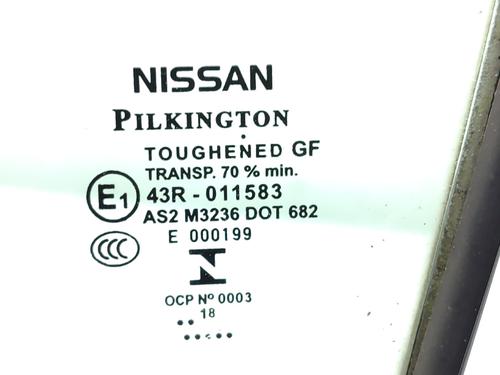 NISSAN
PILKINGTON
TOUGHENED GF
TRANSP. 70 % min.
E1 43R - 011583
AS2 M3236 DOT 682
E 000199
CCC
N
OCP Nº 0003
18